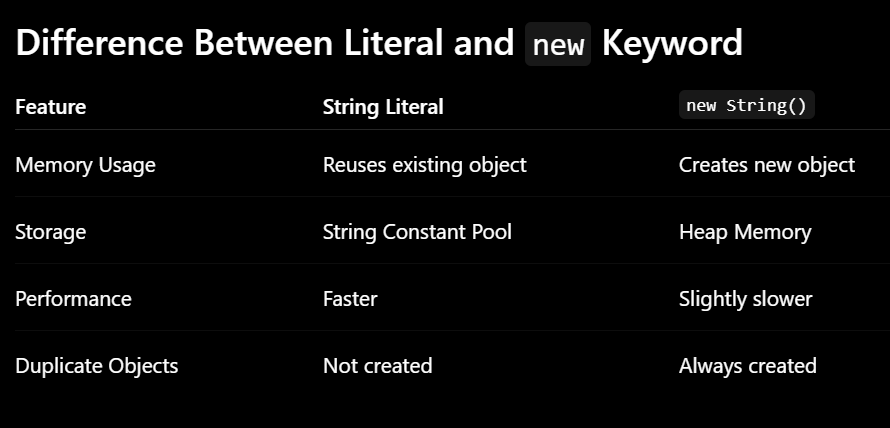 Difference Between Literal and new Keyword
Feature String Literal new String()
Memory Usage Reuses existing object Creates new object
Storage String Constant Pool Heap Memory
Performance Faster Slightly slower
Duplicate Objects Not created Always created